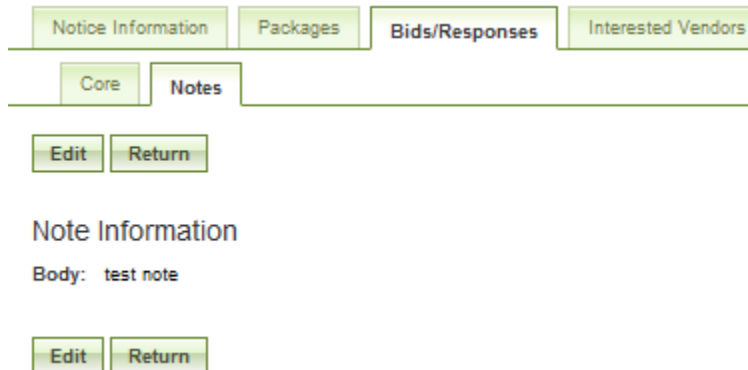 Notice Information Packages Bids/Responses Interested Vendors
Core Notes
Edit Return
Note Information
Body: test note
Edit Return